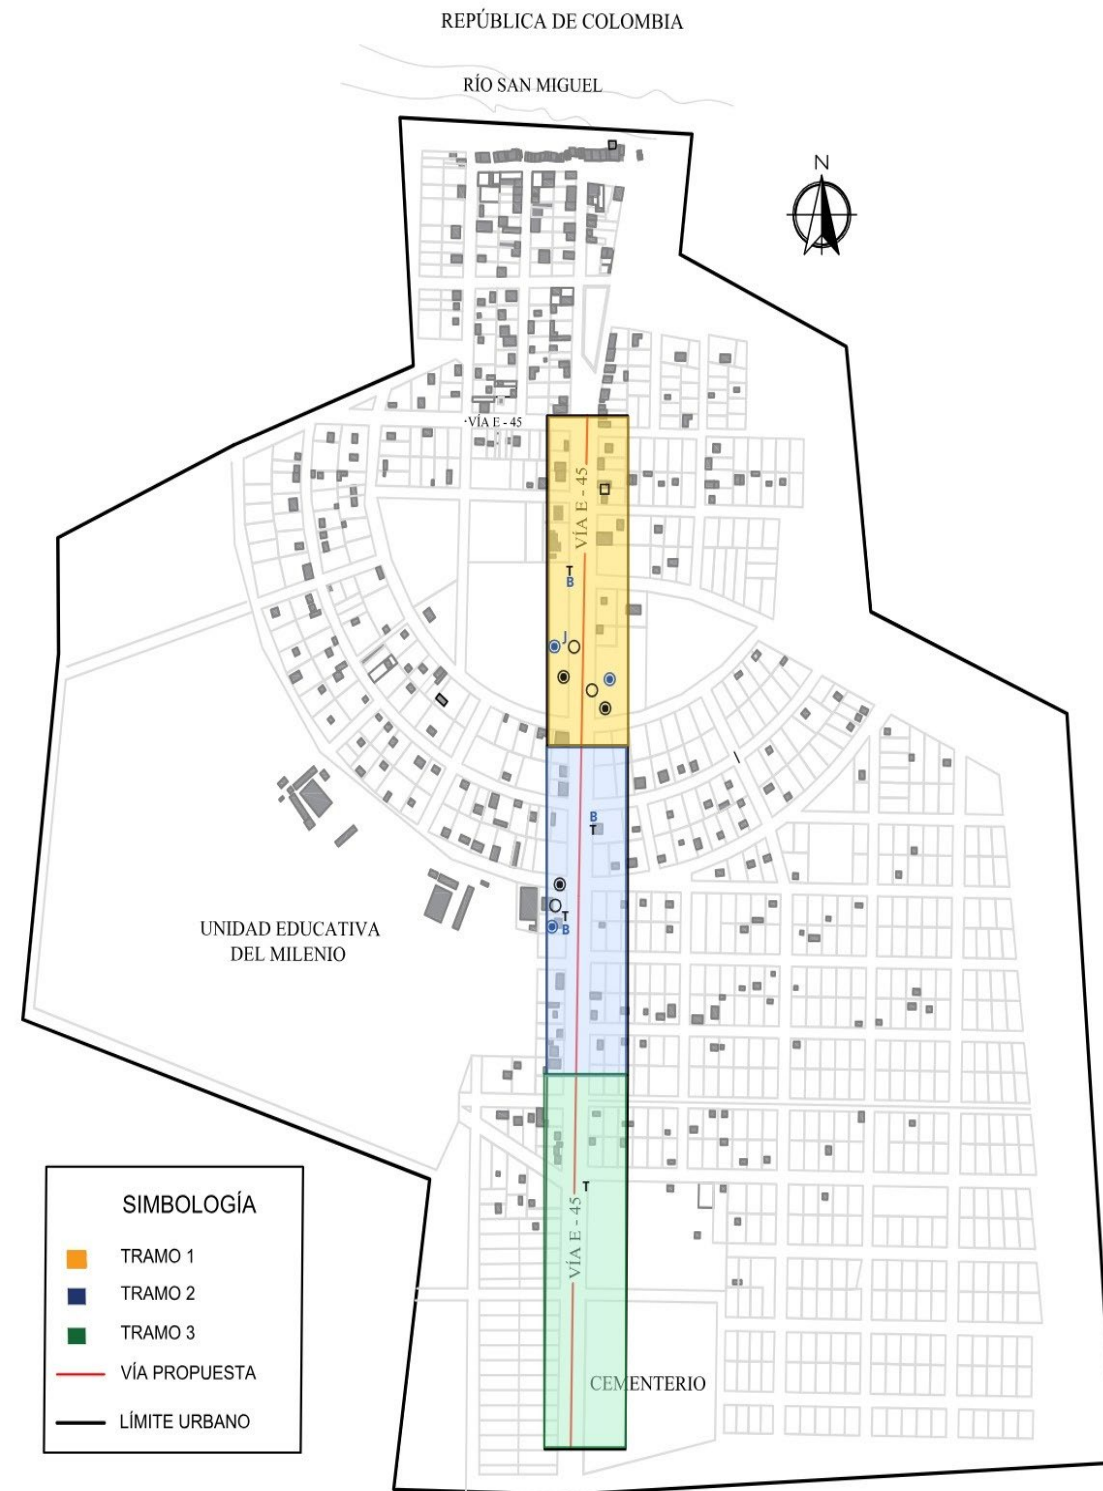 REPÚBLICA DE COLOMBIA
RÍO SAN MIGUEL
N
VÍA E - 45
VÍA E - 45
T
B
J
B
T
T
B
UNIDAD EDUCATIVA
DEL MILENIO
T
VÍA E - 45
CEMENTERIO
SIMBOLOGÍA
TRAMO 1
TRAMO 2
TRAMO 3
VÍA PROPUESTA
LÍMITE URBANO